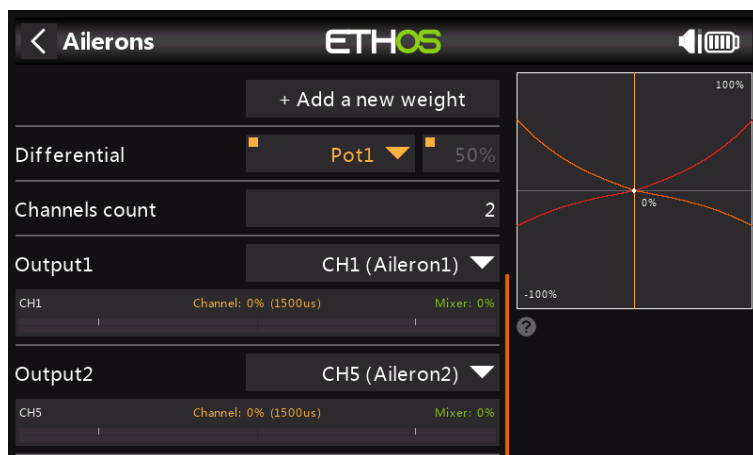 Ailerons
ETHOS
+ Add a new weight
Differential Pot1 50%
Channels count 2
Output1 CH1 (Aileron1)
CH1 Channel: 0% (1500us) Mixer: 0%
Output2 CH5 (Aileron2)
CH5 Channel: 0% (1500us) Mixer: 0%
100%
0%
-100%
?